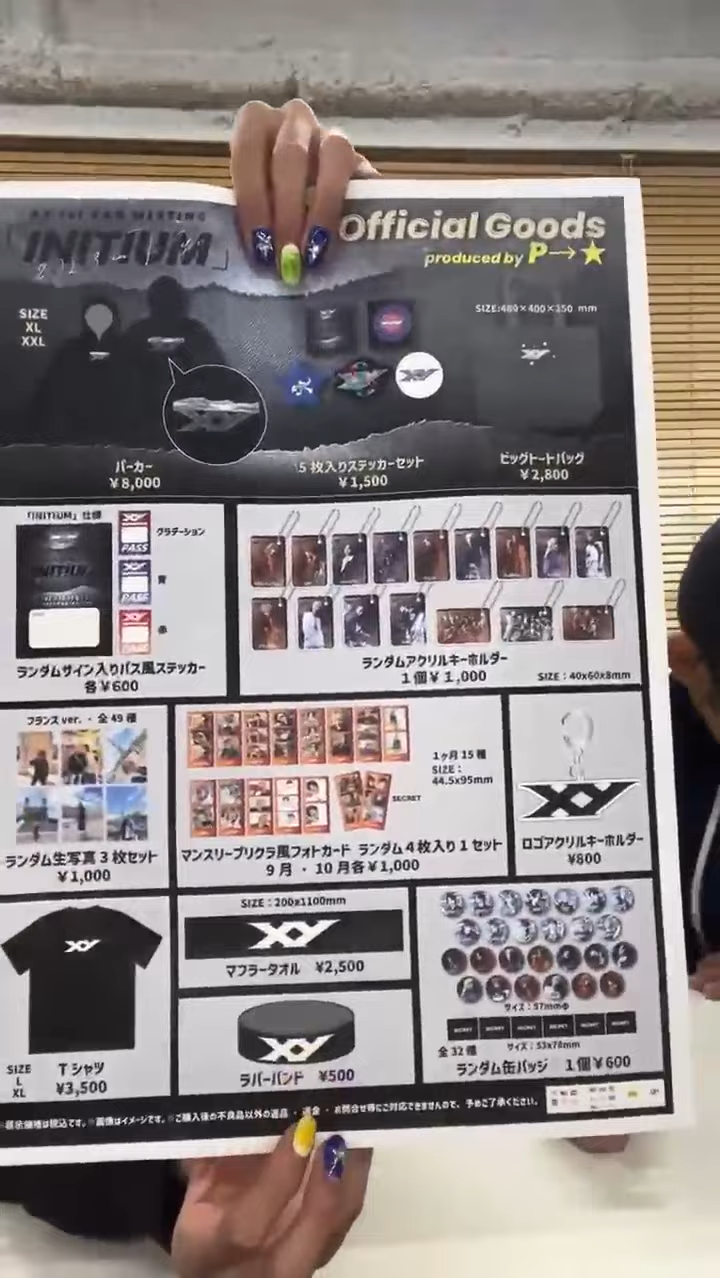 XY 1st FAN MEETING
「INITIUM」
Official Goods
produced by P→★
SIZE
XL
XXL
パーカー
¥8,000
5枚入りステッカーセット
¥1,500
SIZE:480×400×150 mm
ビッグトートバッグ
¥2,800
「INITIUM」仕様
グラデーション
青
赤
PASS
PASS
PASS
ランダムサイン入りパス風ステッカー
各¥600
ランダムアクリルキーホルダー
1個¥1,000
SIZE:40x60x8mm
フランスver.・全49種
ランダム生写真3枚セット
¥1,000
1ヶ月15種
SIZE:
44.5x95mm
SECRET
マンスリープリクラ風フォトカード ランダム4枚入り1セット
9月・10月各¥1,000
XY
ロゴアクリルキーホルダー
¥800
XY
SIZE
L
XL
Tシャツ
¥3,500
SIZE:200x1100mm
XY
マフラータオル ¥2,500
XY
ラバーバンド ¥500
サイズ:57mmΦ
SECRET SECRET SECRET SECRET SECRET SECRET
全32種
サイズ:53x78mm
ランダム缶バッジ 1個¥600
※表示価格は税込です。※画像はイメージです。※ご購入後の不良品以外の返品・返金・お問合せ等にご対応できませんので、予めご了承ください。